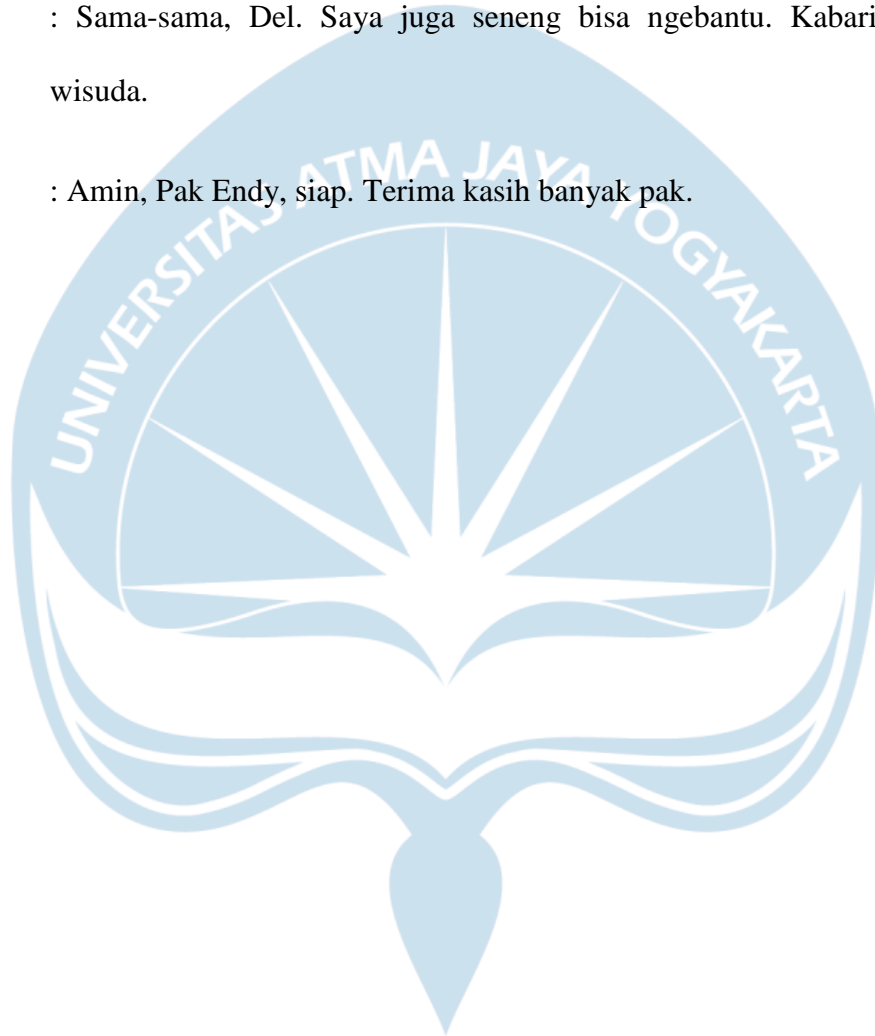 : Sama-sama, Del. Saya juga seneng bisa ngebantu. Kabari
wisuda.
: Amin, Pak Endy, siap. Terima kasih banyak pak.
UNIVERSITAS ATMA JAYA YOGYAKARTA